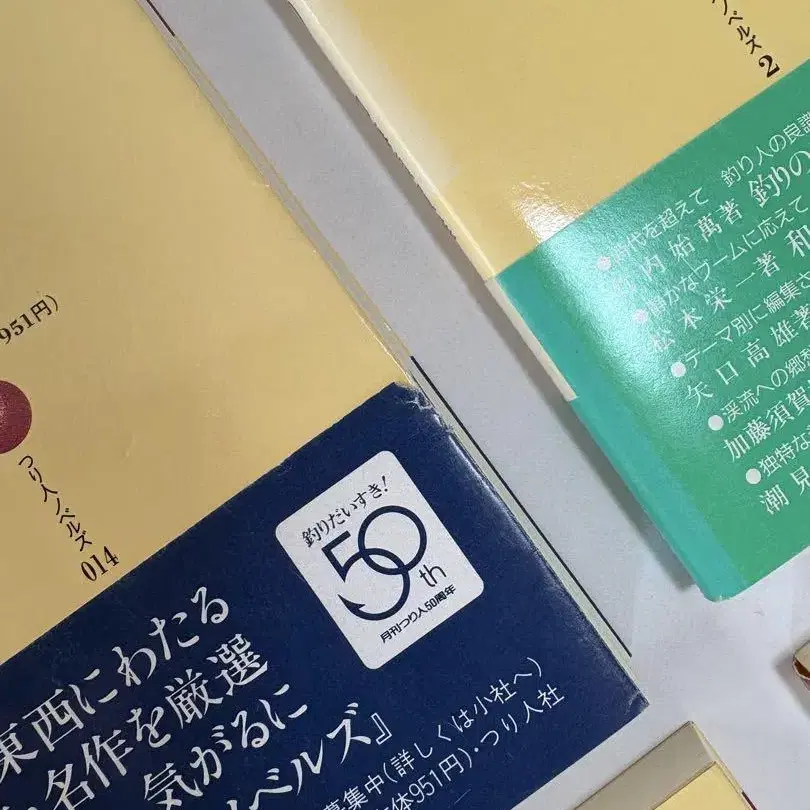 951円)
つり人ノベルズ
014
釣りだいすき!
50th
月刊つり人50周年
東西にわたる
名作を厳選
気がるに
ベルズ』
募集中(詳しくは小社へ)
体951円)・つり人社
ノベルズ 2
時代を超えて 釣り人の良識
内 始萬著 釣りの
かなブームに応えて
松本栄一著 和
●テーマ別に編集さ
矢口高雄著
●渓流への郷
加藤須賀
●独特な
潮見